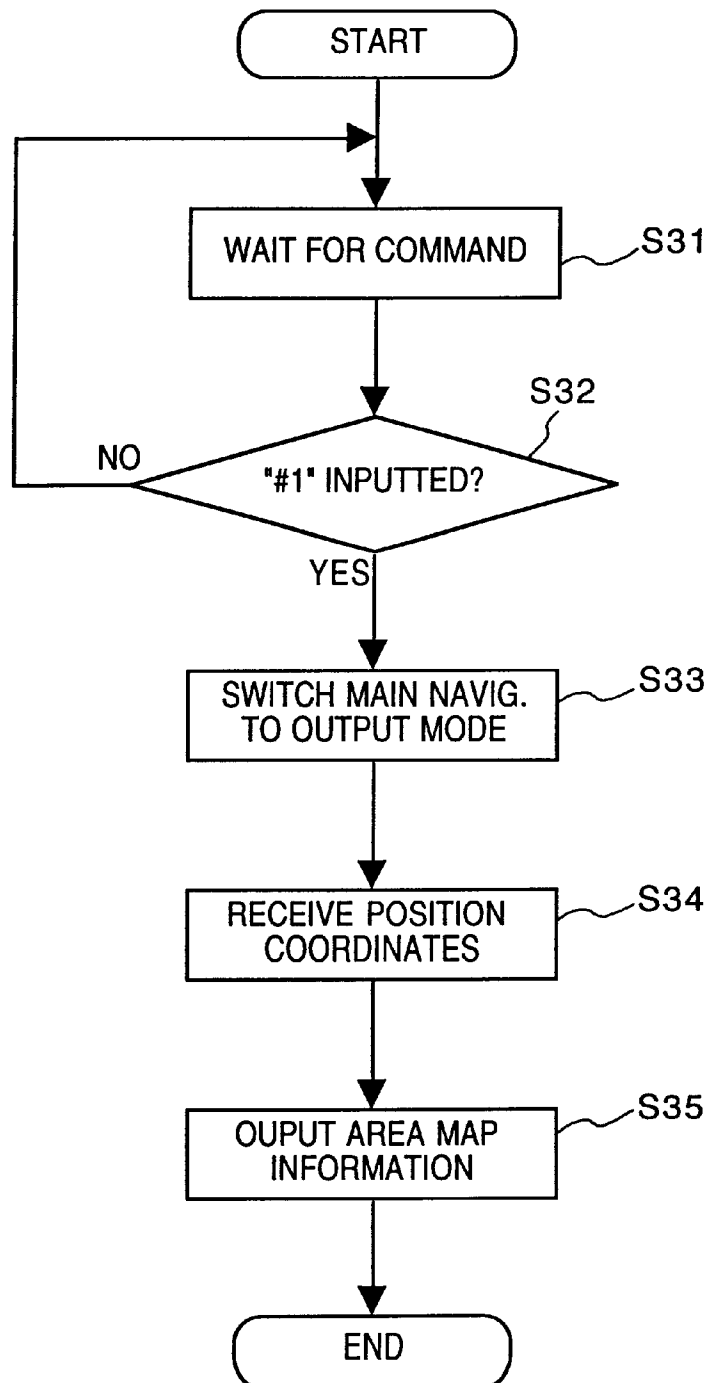 START
WAIT FOR COMMAND
S31
S32
NO
"#1" INPUTTED?
YES
SWITCH MAIN NAVIG.
TO OUTPUT MODE
S33
RECEIVE POSITION
COORDINATES
S34
OUPUT AREA MAP
INFORMATION
S35
END